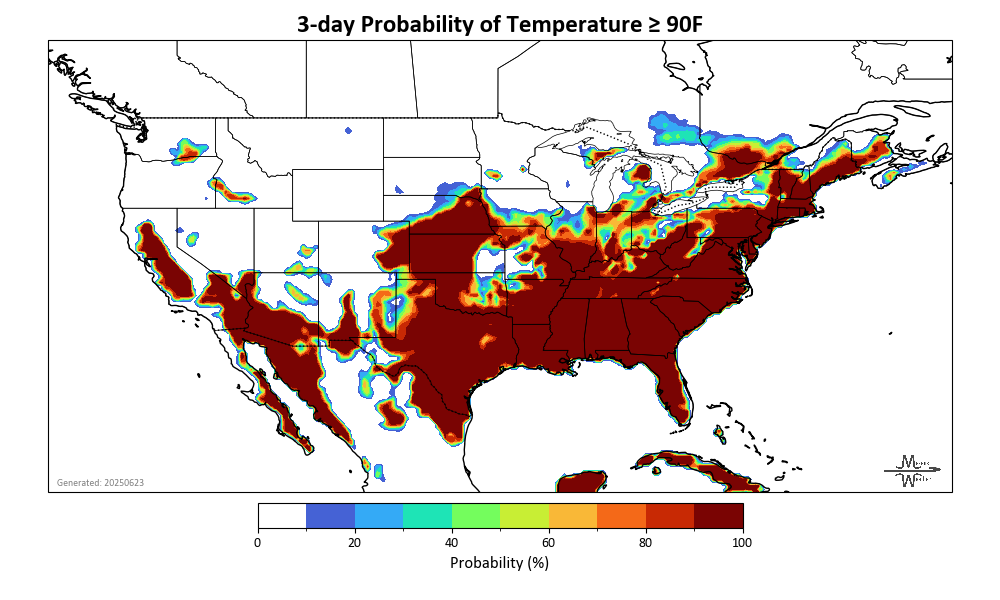 3-day Probability of Temperature ≥ 90F
Generated: 20250623
0 20 40 60 80 100
Probability (%)